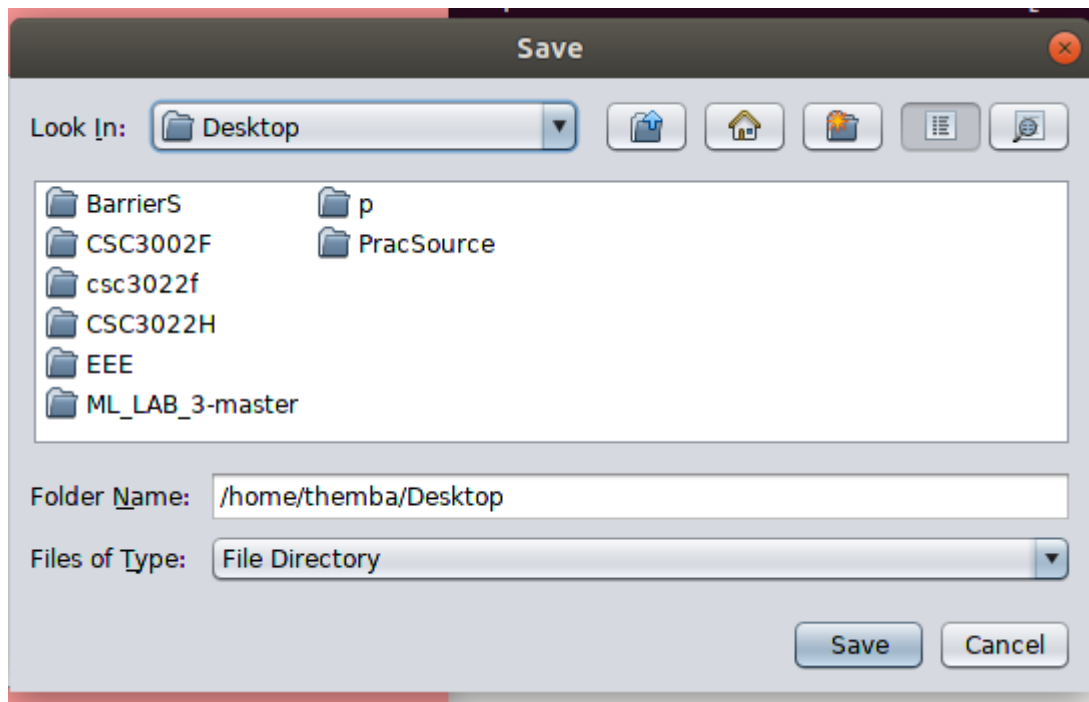 Save
Look In: Desktop
BarrierS p
CSC3002F PracSource
csc3022f
CSC3022H
EEE
ML_LAB_3-master
Folder Name: /home/themba/Desktop
Files of Type: File Directory
Save Cancel